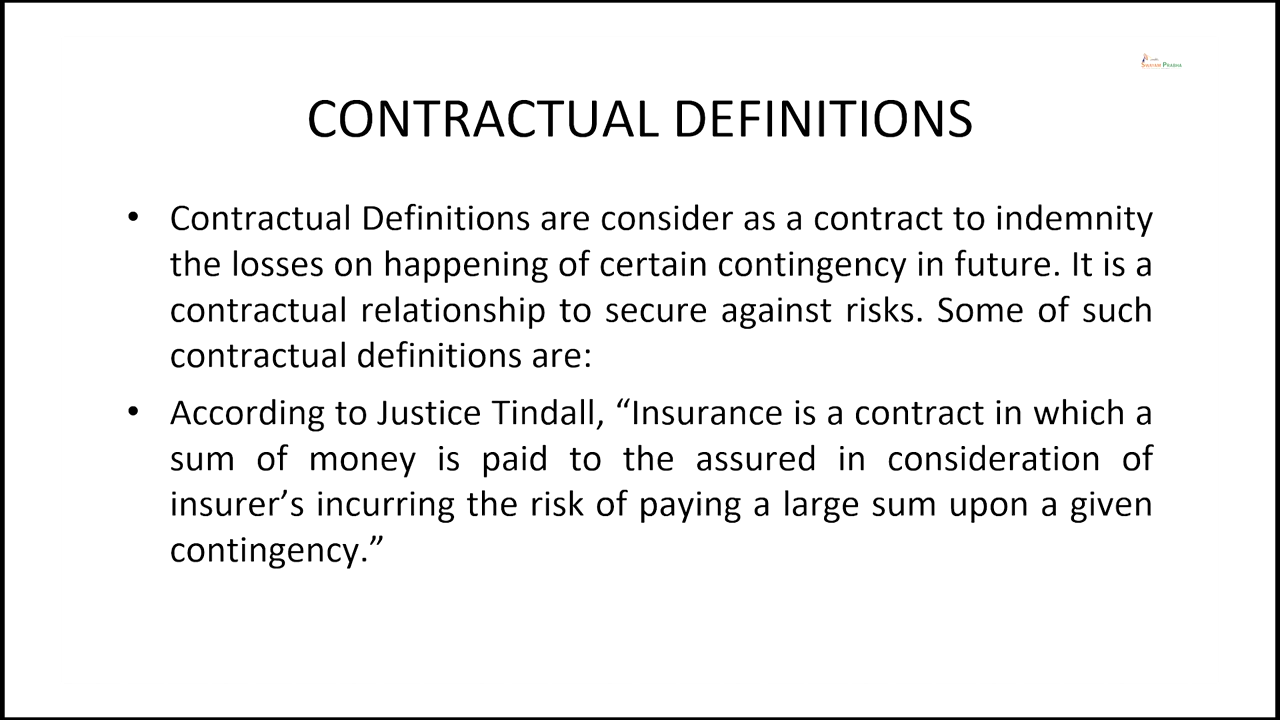 SWAYAM PRABHA
CONTRACTUAL DEFINITIONS
• Contractual Definitions are consider as a contract to indemnity
the losses on happening of certain contingency in future. It is a
contractual relationship to secure against risks. Some of such
contractual definitions are:
• According to Justice Tindall, “Insurance is a contract in which a
sum of money is paid to the assured in consideration of
insurer’s incurring the risk of paying a large sum upon a given
contingency.”